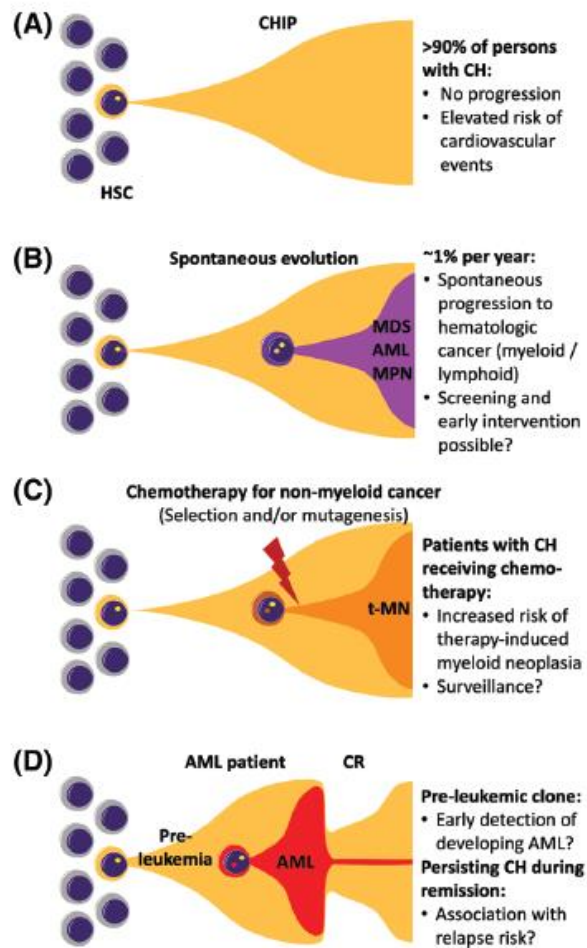 (A)
CHIP
HSC
>90% of persons
with CH:
• No progression
• Elevated risk of
cardiovascular
events
(B)
Spontaneous evolution
MDS
AML
MPN
~1% per year:
• Spontaneous
progression to
hematologic
cancer (myeloid /
lymphoid)
• Screening and
early intervention
possible?
(C)
Chemotherapy for non-myeloid cancer
(Selection and/or mutagenesis)
t-MN
Patients with CH
receiving chemo-
therapy:
• Increased risk of
therapy-induced
myeloid neoplasia
• Surveillance?
(D)
AML patient
CR
Pre-
leukemia
AML
Pre-leukemic clone:
• Early detection of
developing AML?
Persisting CH during
remission:
• Association with
relapse risk?